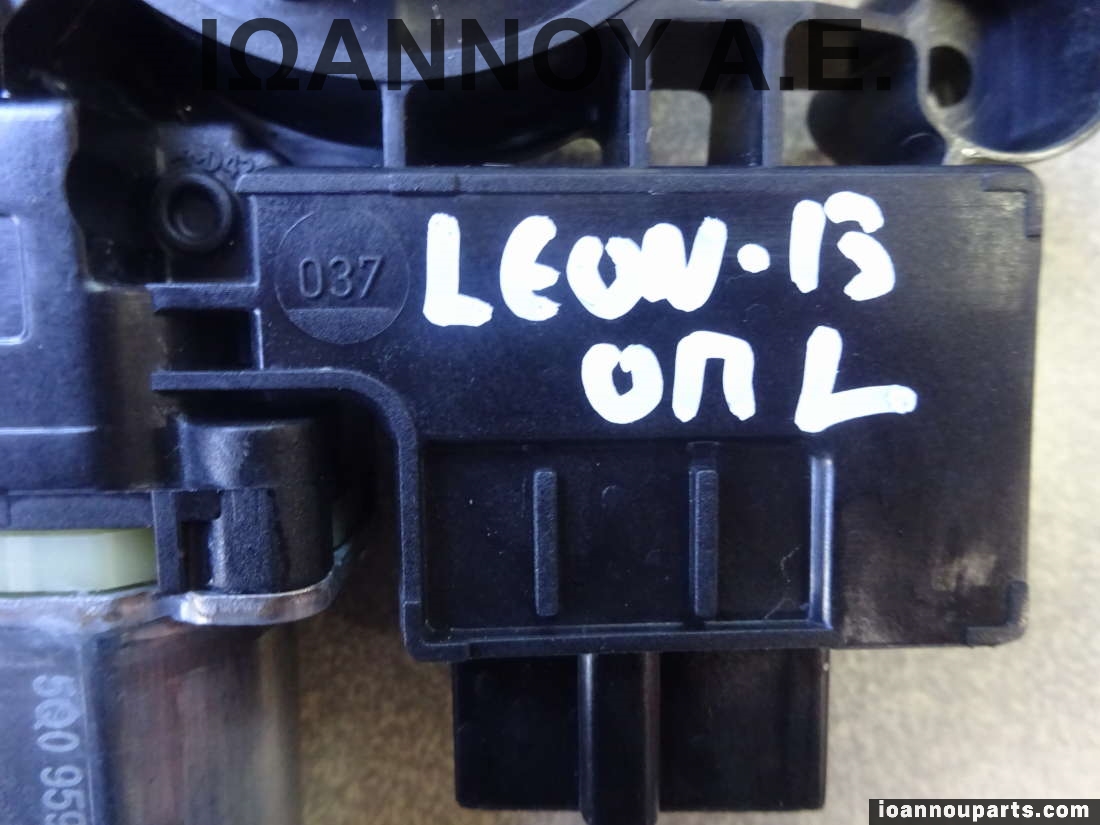 ΙΩΑΝΝΟΥ Α.Ε.
037
LEON·13
ΟΠ L
5Q0 959
ioannouparts.com